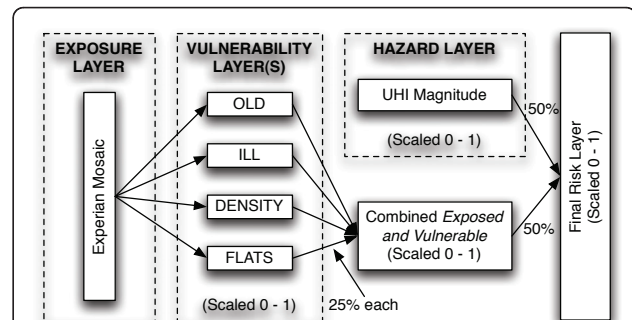 EXPOSURE
LAYER
Experian Mosaic
VULNERABILITY
LAYER(S)
OLD
ILL
DENSITY
FLATS
(Scaled 0 - 1)
25% each
HAZARD LAYER
UHI Magnitude
(Scaled 0 - 1)
50%
Combined Exposed
and Vulnerable
(Scaled 0 - 1)
50%
Final Risk Layer
(Scaled 0 - 1)